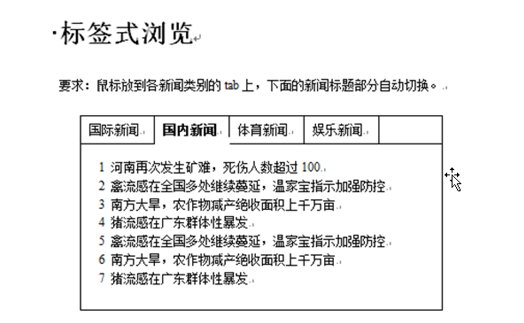 ·标签式浏览
要求：鼠标放到各新闻类别的 tab 上，下面的新闻标题部分自动切换。
国际新闻 国内新闻 体育新闻 娱乐新闻
1 河南再次发生矿难，死伤人数超过 100
2 禽流感在全国多处继续蔓延，温家宝指示加强防控
3 南方大旱，农作物减产绝收面积上千万亩
4 猪流感在广东群体性暴发
5 禽流感在全国多处继续蔓延，温家宝指示加强防控
6 南方大旱，农作物减产绝收面积上千万亩
7 猪流感在广东群体性暴发